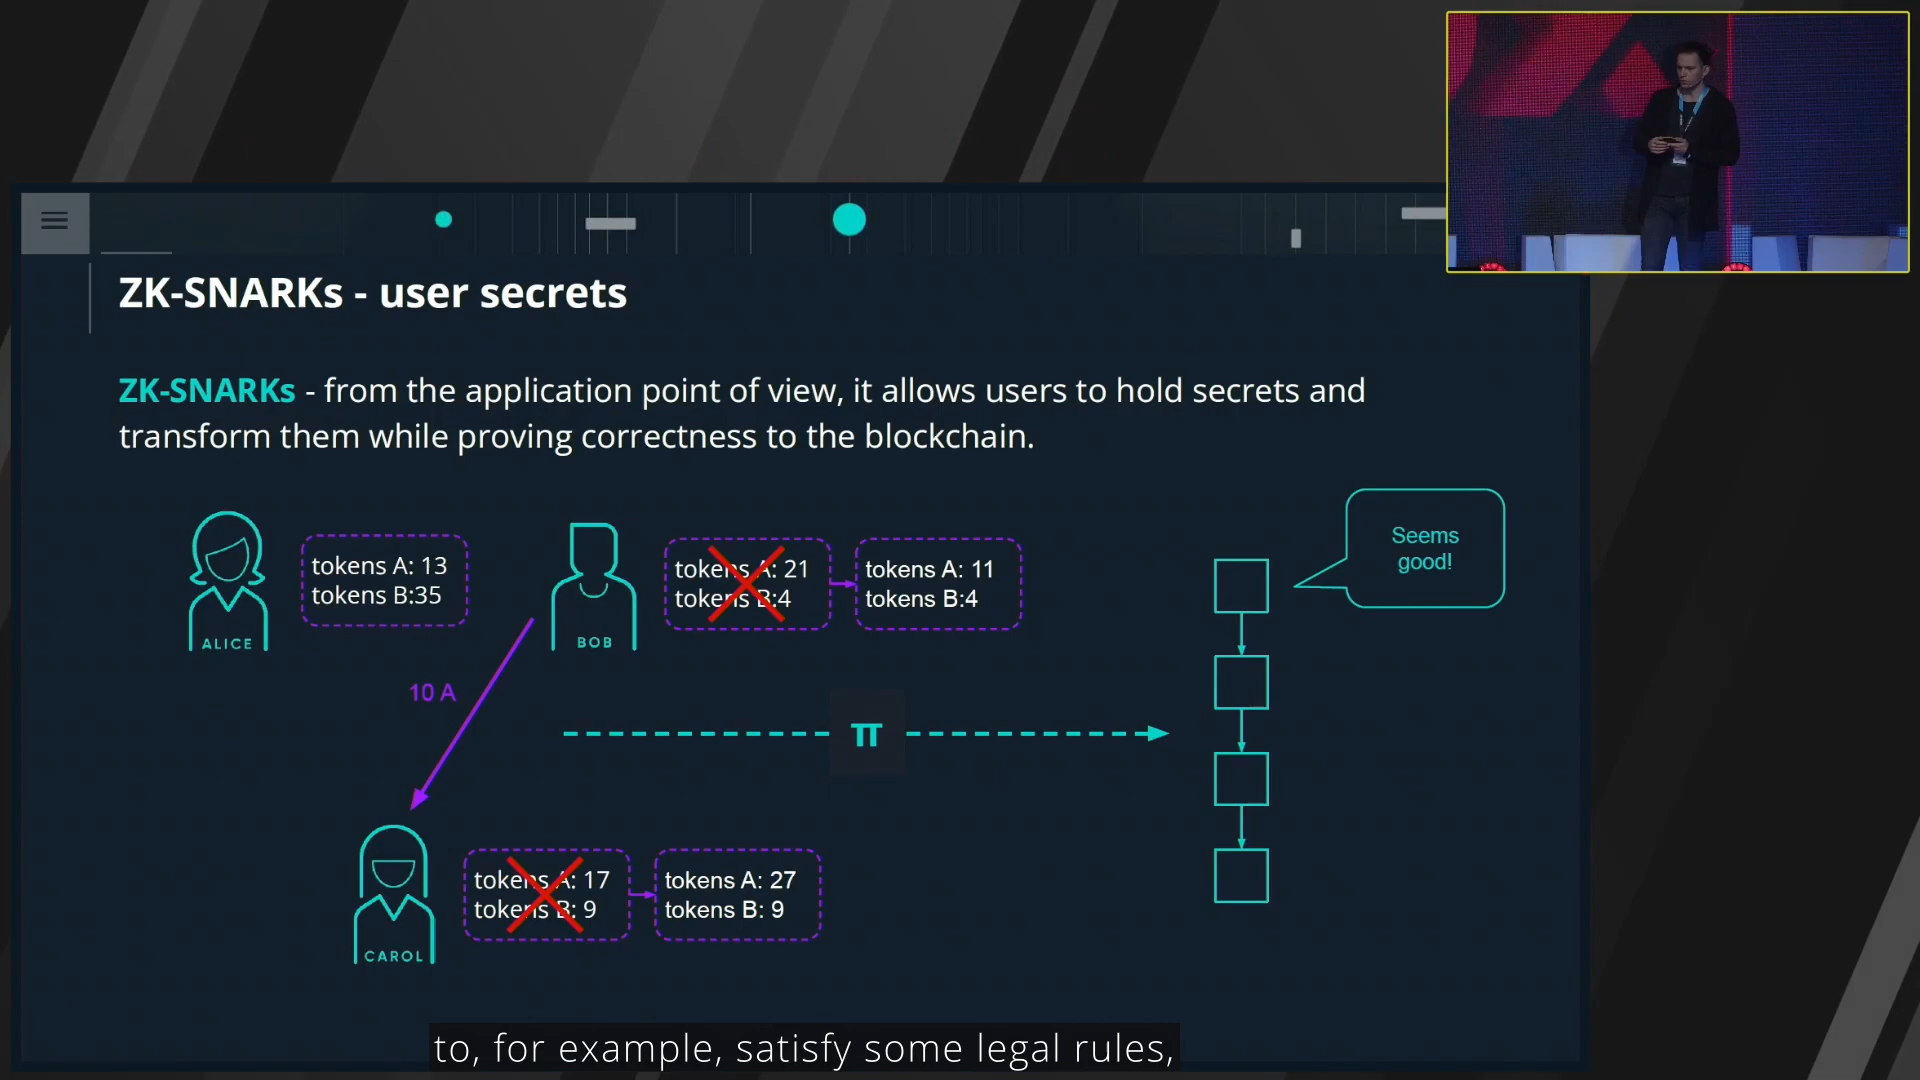 ZK-SNARKs - user secrets
ZK-SNARKs - from the application point of view, it allows users to hold secrets and
transform them while proving correctness to the blockchain.
ALICE
tokens A: 13
tokens B:35
BOB
tokens A: 21
tokens B:4
tokens A: 11
tokens B:4
Seems
good!
10 A
π
CAROL
tokens A: 17
tokens B: 9
tokens A: 27
tokens B: 9
to, for example, satisfy some legal rules,